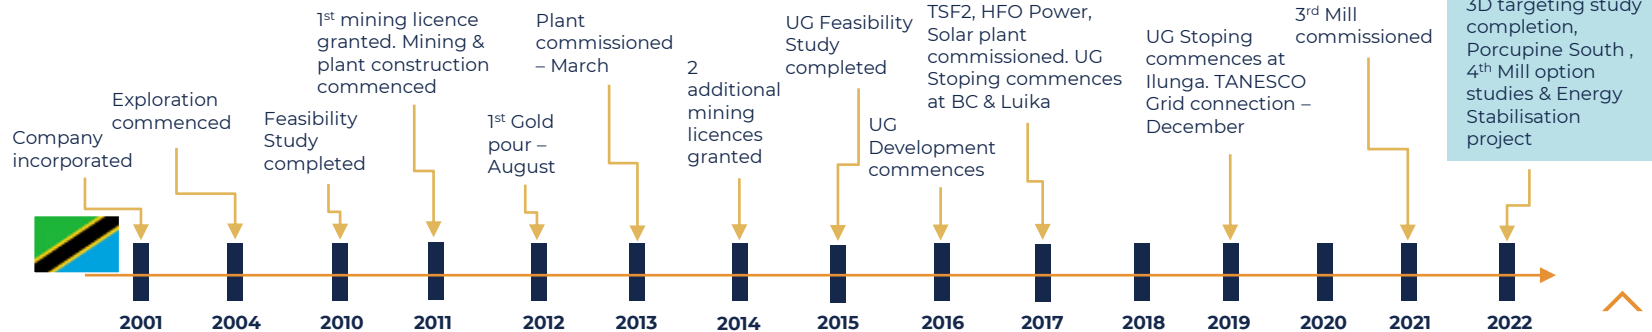 Company
incorporated
Exploration
commenced
Feasibility
Study
completed
1st mining licence
granted. Mining &
plant construction
commenced
1st Gold
pour –
August
Plant
commissioned
– March
2
additional
mining
licences
granted
UG Feasibility
Study
completed
UG
Development
commences
TSF2, HFO Power,
Solar plant
commissioned. UG
Stoping commences
at BC & Luika
UG Stoping
commences at
Ilunga. TANESCO
Grid connection –
December
3rd Mill
commissioned
3D targeting study
completion,
Porcupine South ,
4th Mill option
studies & Energy
Stabilisation
project
2001 2004 2010 2011 2012 2013 2014 2015 2016 2017 2018 2019 2020 2021 2022